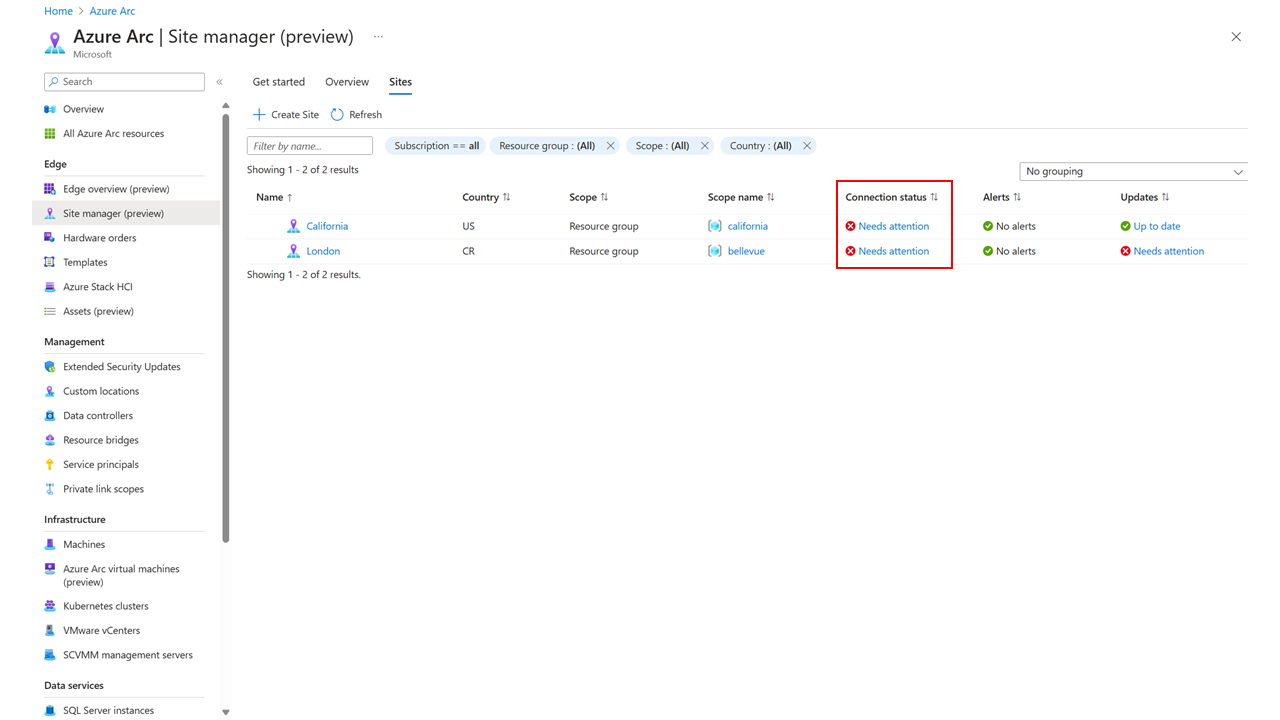 Home > Azure Arc
Azure Arc | Site manager (preview) ...
Microsoft
Search «
Overview
All Azure Arc resources
Edge
Edge overview (preview)
Site manager (preview)
Hardware orders
Templates
Azure Stack HCI
Assets (preview)
Management
Extended Security Updates
Custom locations
Data controllers
Resource bridges
Service principals
Private link scopes
Infrastructure
Machines
Azure Arc virtual machines
(preview)
Kubernetes clusters
VMware vCenters
SCVMM management servers
Data services
SQL Server instances
Get started Overview Sites
Create Site Refresh
Filter by name... Subscription == all Resource group : (All) Scope : (All) Country : (All)
Showing 1 - 2 of 2 results
No grouping
Name ↑ Country ↑↓ Scope ↑↓ Scope name ↑↓ Connection status ↑↓ Alerts ↑↓ Updates ↑↓
California US Resource group california Needs attention No alerts Up to date
London CR Resource group bellevue Needs attention No alerts Needs attention
Showing 1 - 2 of 2 results.